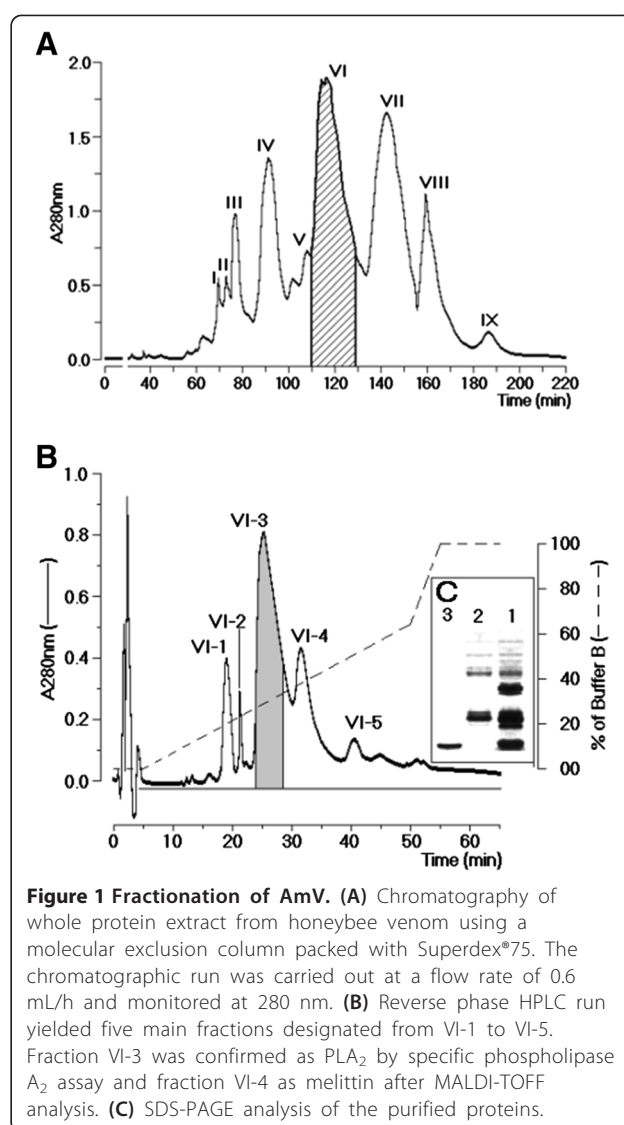 A
2.0
1.5
1.0
0.5
0.0
A280nm
I
II
III
IV
V
VI
VII
VIII
IX
0 40 60 80 100 120 140 160 180 200 220
Time (min)
B
1.0
0.8
0.6
0.4
0.2
0.0
A280nm (——)
VI-1
VI-2
VI-3
VI-4
VI-5
C
3 2 1
100
80
60
40
20
00
% of Buffer B (– – –)
0 10 20 30 40 50 60
Time (min)
Figure 1 Fractionation of AmV. (A) Chromatography of
whole protein extract from honeybee venom using a
molecular exclusion column packed with Superdex®75. The
chromatographic run was carried out at a flow rate of 0.6
mL/h and monitored at 280 nm. (B) Reverse phase HPLC run
yielded five main fractions designated from VI-1 to VI-5.
Fraction VI-3 was confirmed as PLA₂ by specific phospholipase
A₂ assay and fraction VI-4 as melittin after MALDI-TOFF
analysis. (C) SDS-PAGE analysis of the purified proteins.